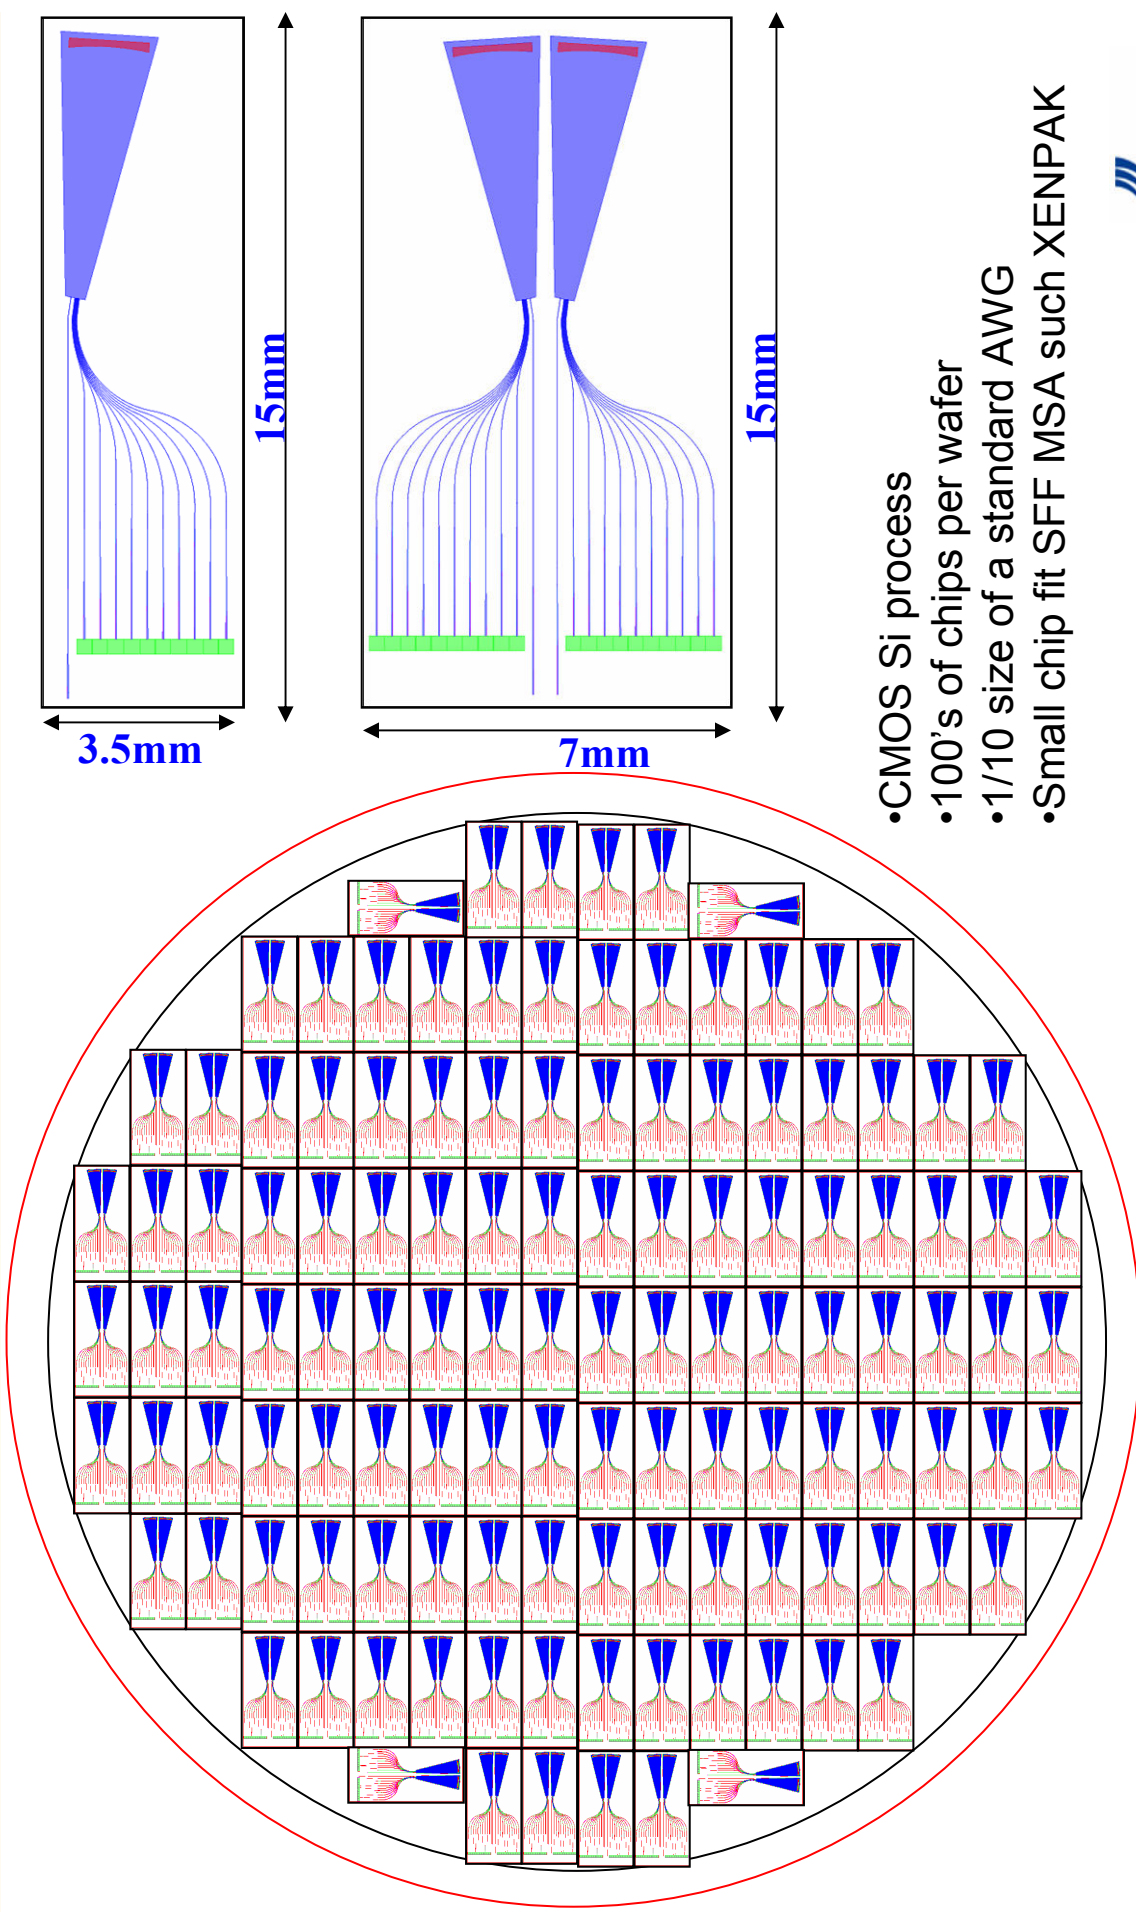 15mm
15mm
3.5mm
7mm
•CMOS Si process
•100's of chips per wafer
•1/10 size of a standard AWG
•Small chip fit SFF MSA such XENPAK